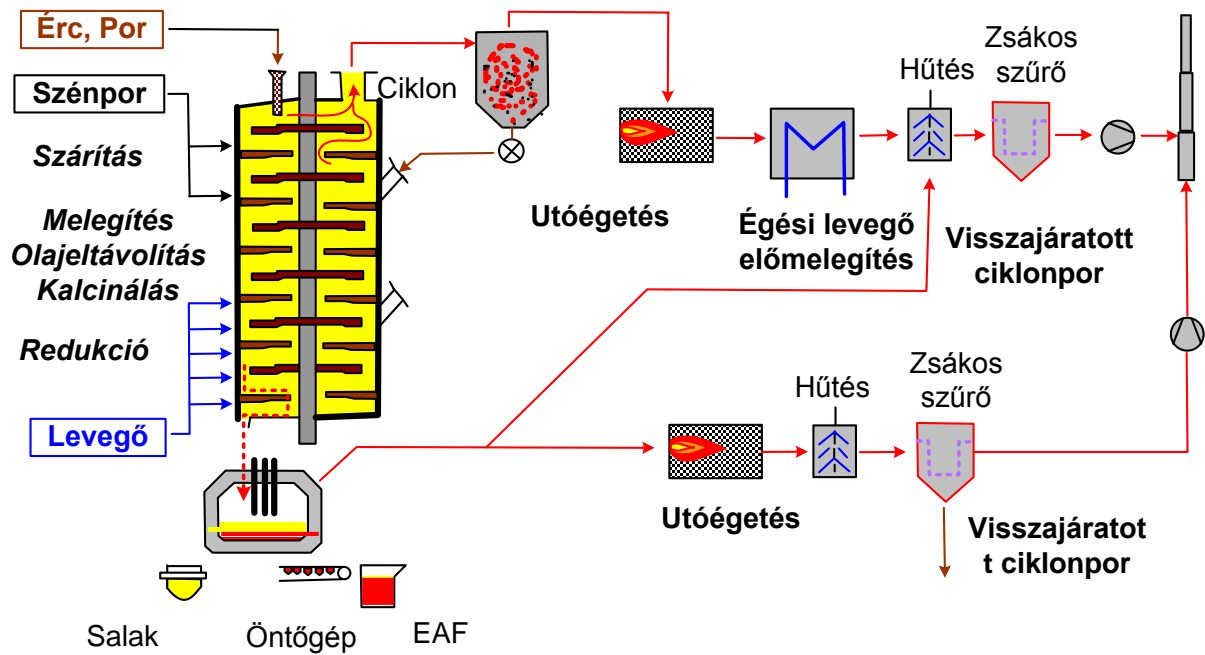 Érc, Por
Szénpor
Szárítás
Melegítés
Olajeltávolítás
Kalcinálás
Redukció
Levegő
Ciklon
Utóégetés
Égési levegő
előmelegítés
Hűtés
Zsákos
szűrő
Visszajáratott
ciklonpor
Utóégetés
Hűtés
Zsákos
szűrő
Visszajáratot
t ciklonpor
Salak
Öntőgép
EAF